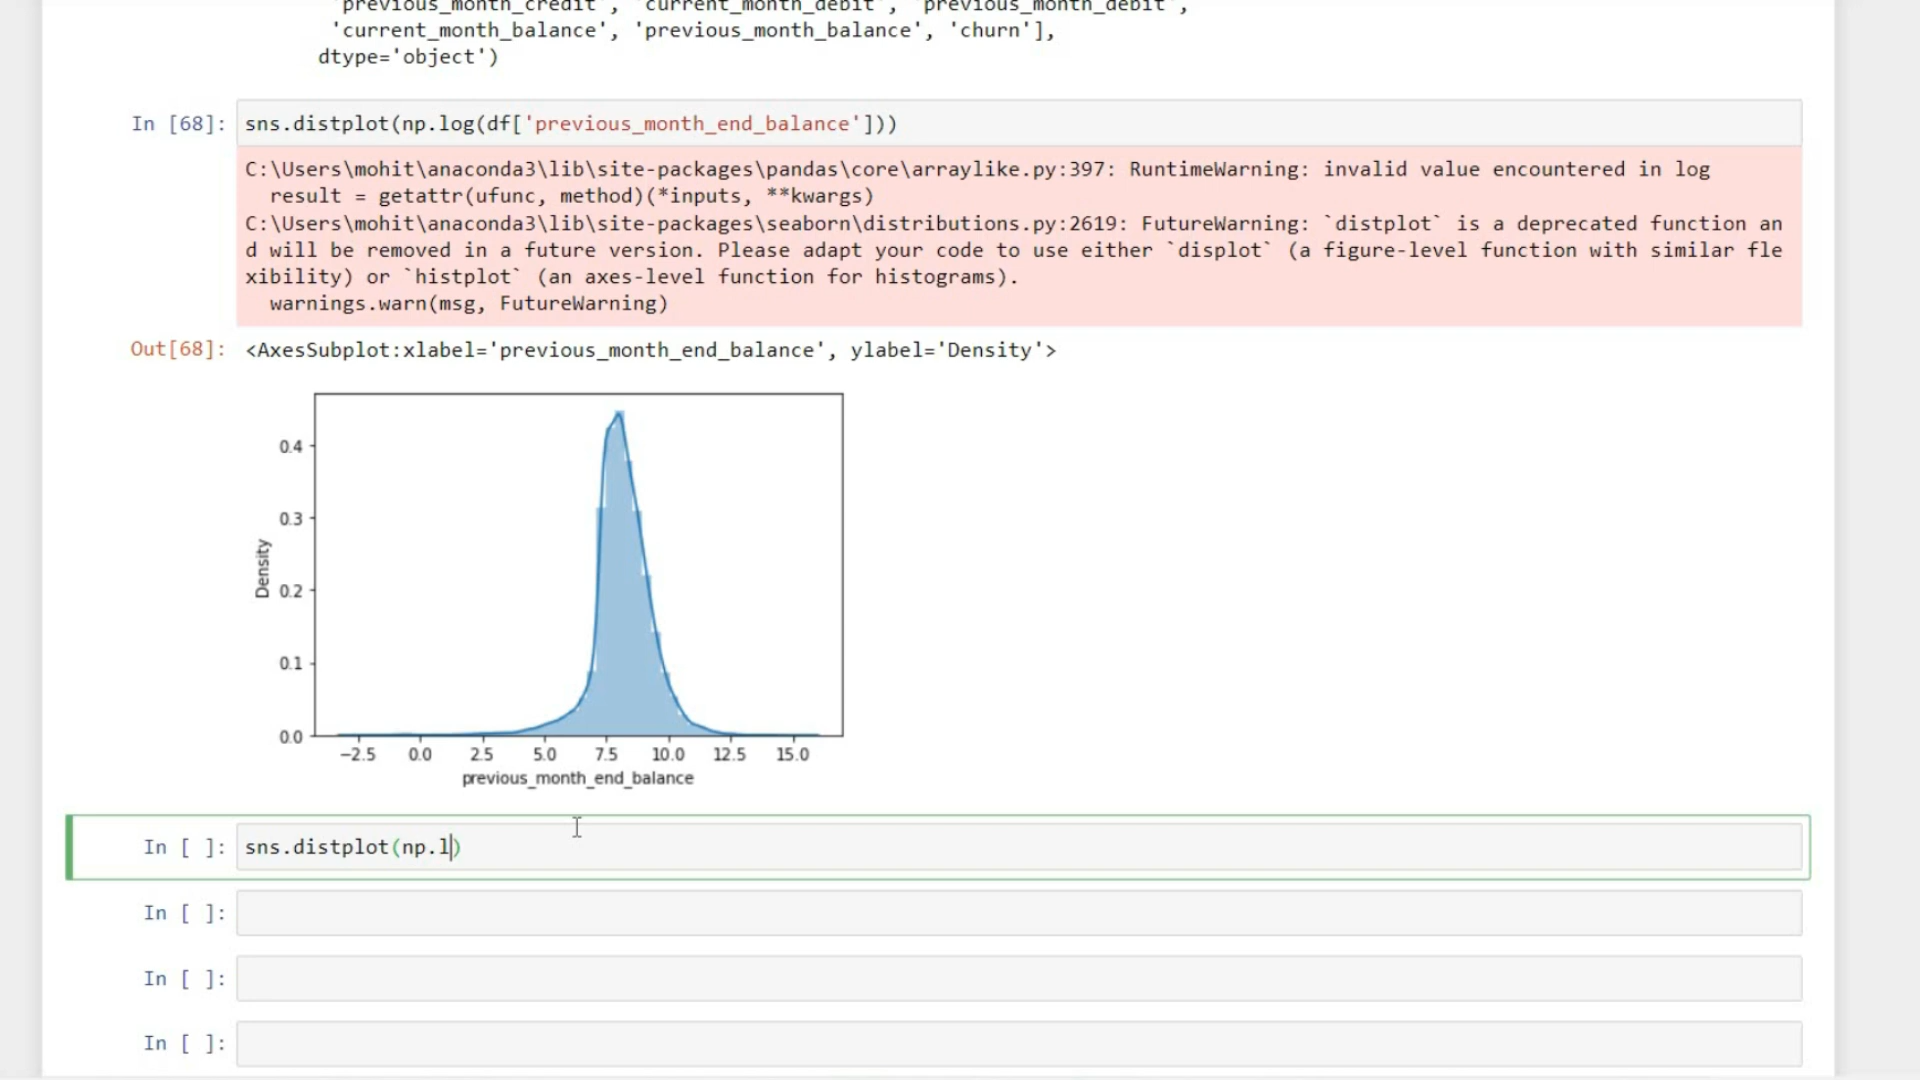 'previous_month_credit', 'current_month_debit', 'previous_month_debit',
'current_month_balance', 'previous_month_balance', 'churn'],
dtype='object')
In [68]: sns.distplot(np.log(df['previous_month_end_balance']))
C:\Users\mohit\anaconda3\lib\site-packages\pandas\core\arraylike.py:397: RuntimeWarning: invalid value encountered in log
result = getattr(ufunc, method)(*inputs, **kwargs)
C:\Users\mohit\anaconda3\lib\site-packages\seaborn\distributions.py:2619: FutureWarning: `distplot` is a deprecated function an
d will be removed in a future version. Please adapt your code to use either `displot` (a figure-level function with similar fle
xibility) or `histplot` (an axes-level function for histograms).
warnings.warn(msg, FutureWarning)
Out[68]: <AxesSubplot:xlabel='previous_month_end_balance', ylabel='Density'>
0.4
0.3
Density
0.2
0.1
0.0
−2.5 0.0 2.5 5.0 7.5 10.0 12.5 15.0
previous_month_end_balance
In [ ]: sns.distplot(np.l)
In [ ]:
In [ ]:
In [ ]: